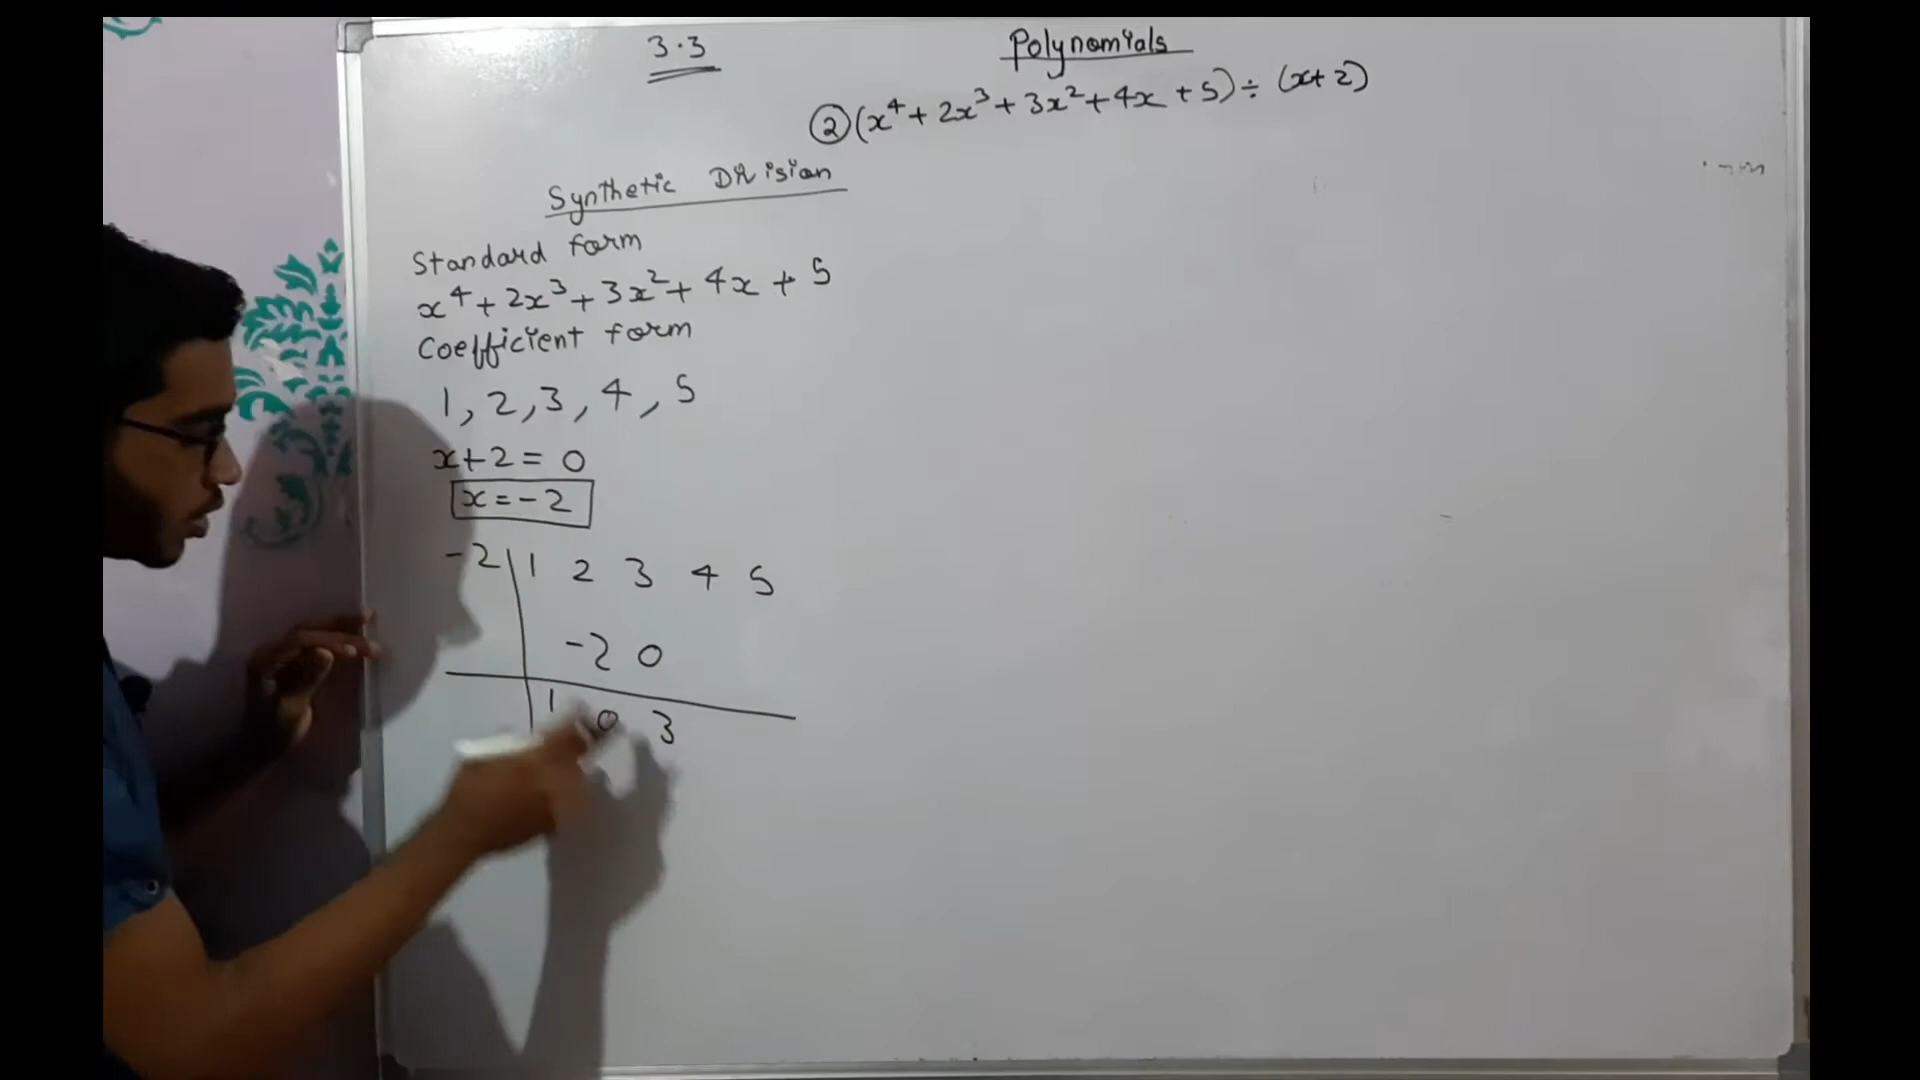 3.3
Polynomials
② (x⁴ + 2x³ + 3x² + 4x + 5) ÷ (x + 2)
Synthetic Division
Standard form
x⁴ + 2x³ + 3x² + 4x + 5
Coefficient form
1, 2, 3, 4, 5
x+2 = 0
x = -2
-2 | 1 2 3 4 5
-2 0
1 0 3